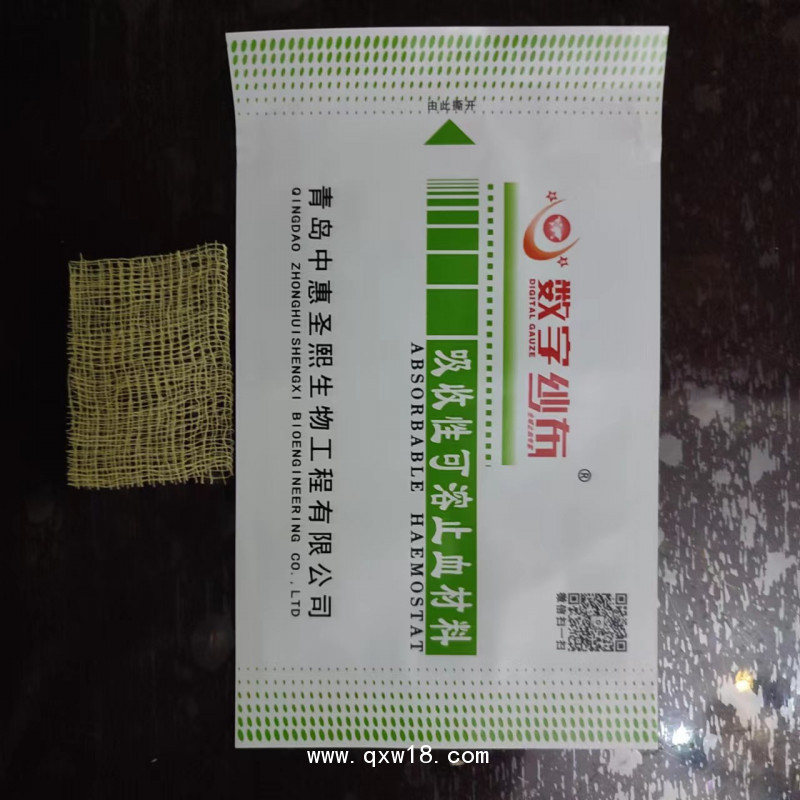 由此撕开
数字纱布
DIGITAL GAUZE
®
吸收性可溶止血材料
ABSORBABLE HAEMOSTAT
青岛中惠圣熙生物工程有限公司
QINGDAO ZHONGHUISHENGXI BIOENGINEERING CO.,LTD
微信扫一扫
www.qxw18.com